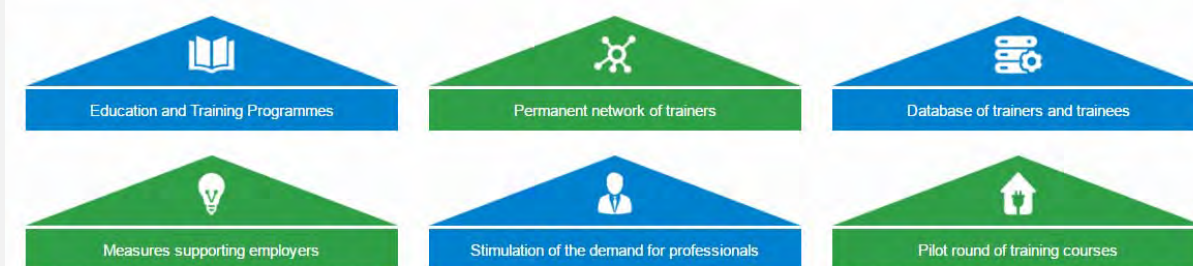 Education and Training Programmes
Permanent network of trainers
Database of trainers and trainees
Measures supporting employers
Stimulation of the demand for professionals
Pilot round of training courses